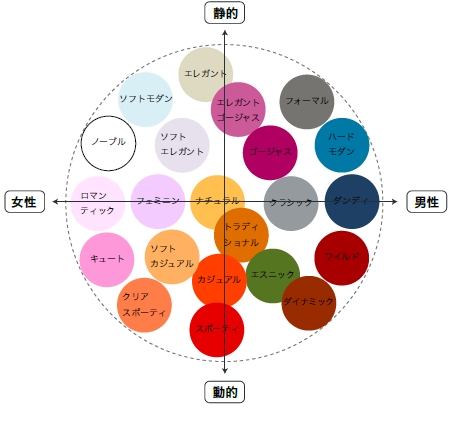 静的
エレガント
ソフトモダン
エレガント
ゴージャス
フォーマル
ノーブル
ソフト
エレガント
ゴージャス
ハード
モダン
女性
ロマン
ティック
フェミニン
ナチュラル
クラシック
ダンディ
男性
トラディ
ショナル
キュート
ソフト
カジュアル
カジュアル
エスニック
ワイルド
クリア
スポーティ
ダイナミック
スポーティ
動的